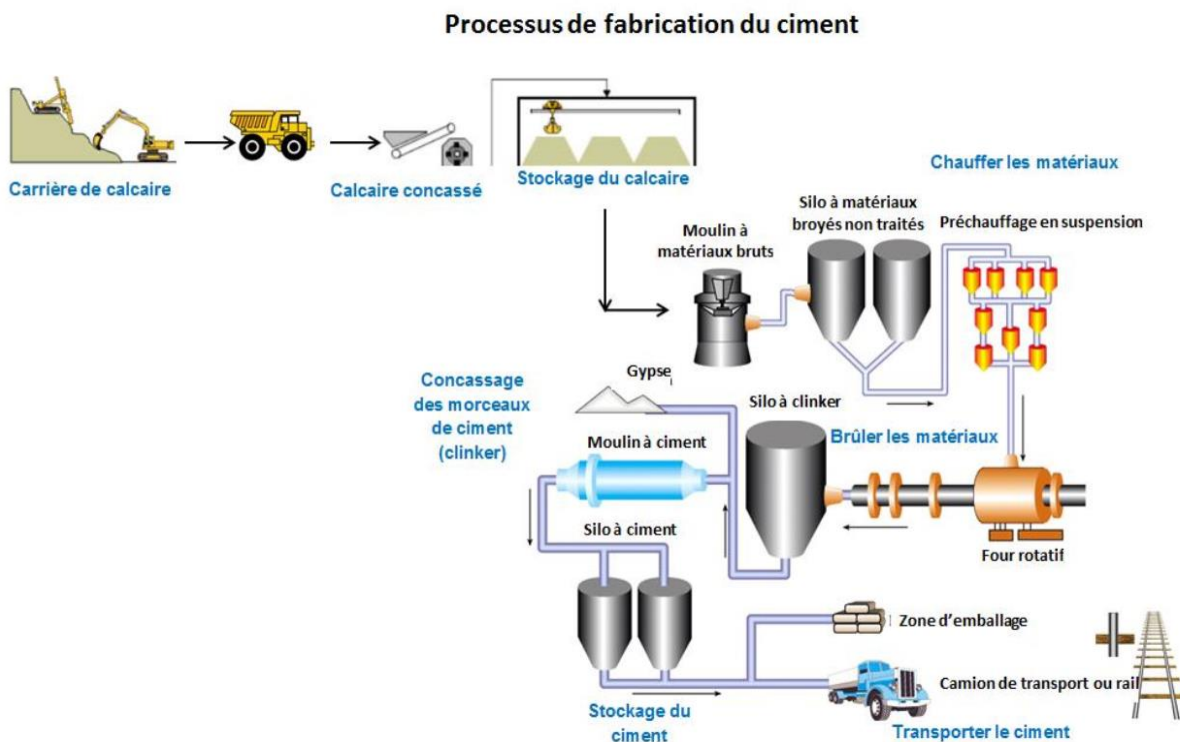 Processus de fabrication du ciment
Carrière de calcaire
Calcaire concassé
Stockage du calcaire
Chauffer les matériaux
Silo à matériaux
broyés non traités
Préchauffage en suspension
Moulin à
matériaux bruts
Concassage
des morceaux
de ciment
(clinker)
Gypse
Silo à clinker
Brûler les matériaux
Moulin à ciment
Silo à ciment
Four rotatif
Zone d'emballage
Camion de transport ou rail
Stockage du
ciment
Transporter le ciment